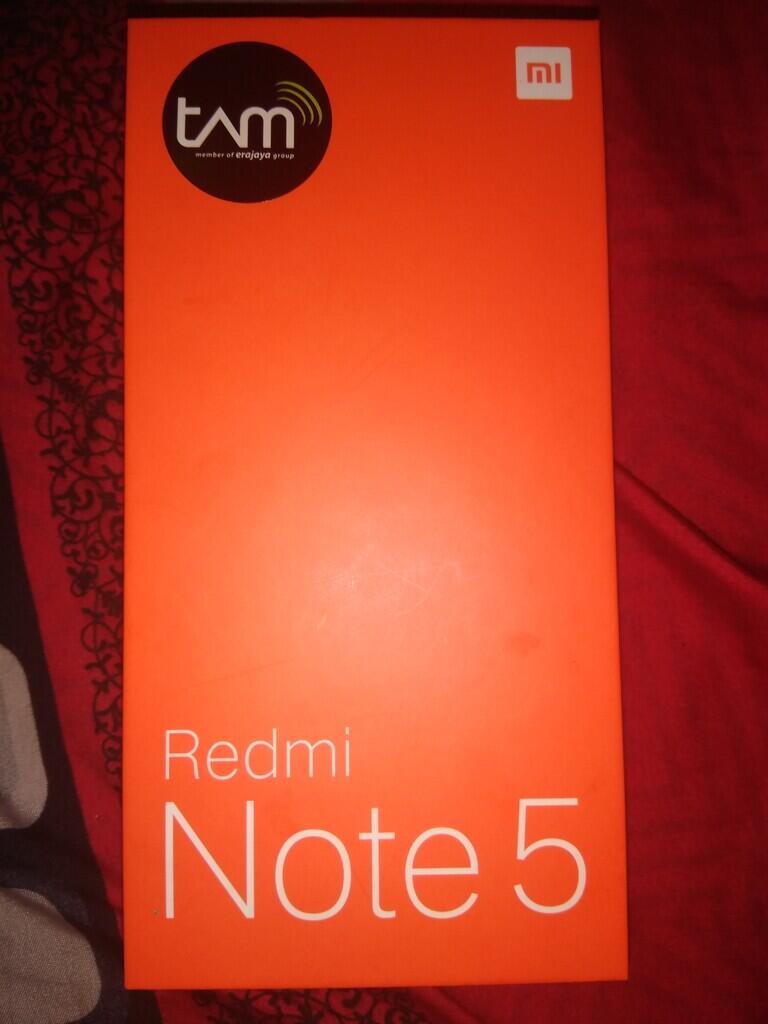 tam
member of erajaya group
mi
Redmi
Note 5